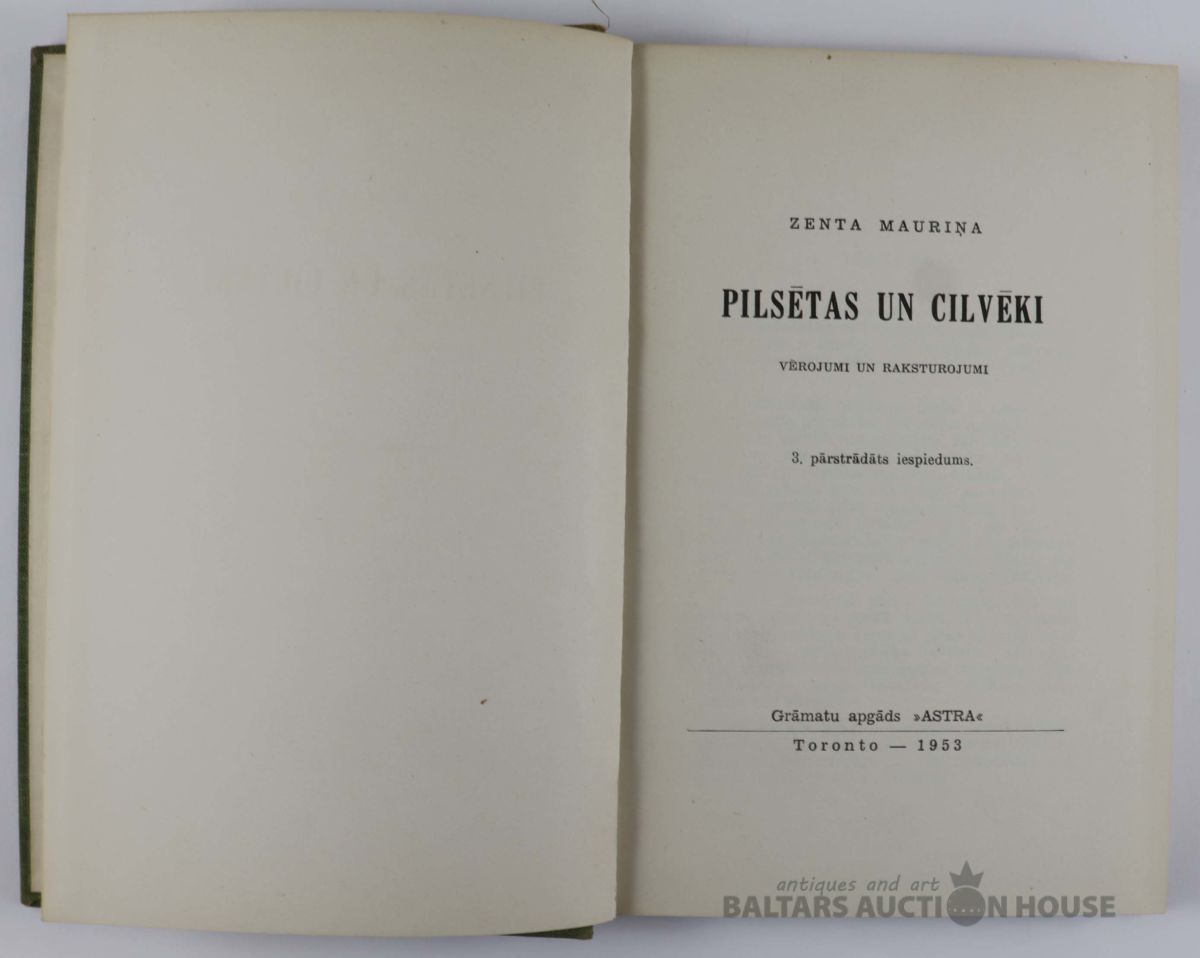 ZENTA MAURIŅA
PILSĒTAS UN CILVĒKI
VĒROJUMI UN RAKSTUROJUMI
3. pārstrādāts iespiedums.
Grāmatu apgāds »ASTRA«
Toronto — 1953
antiques and art
BALTARS AUCTION HOUSE